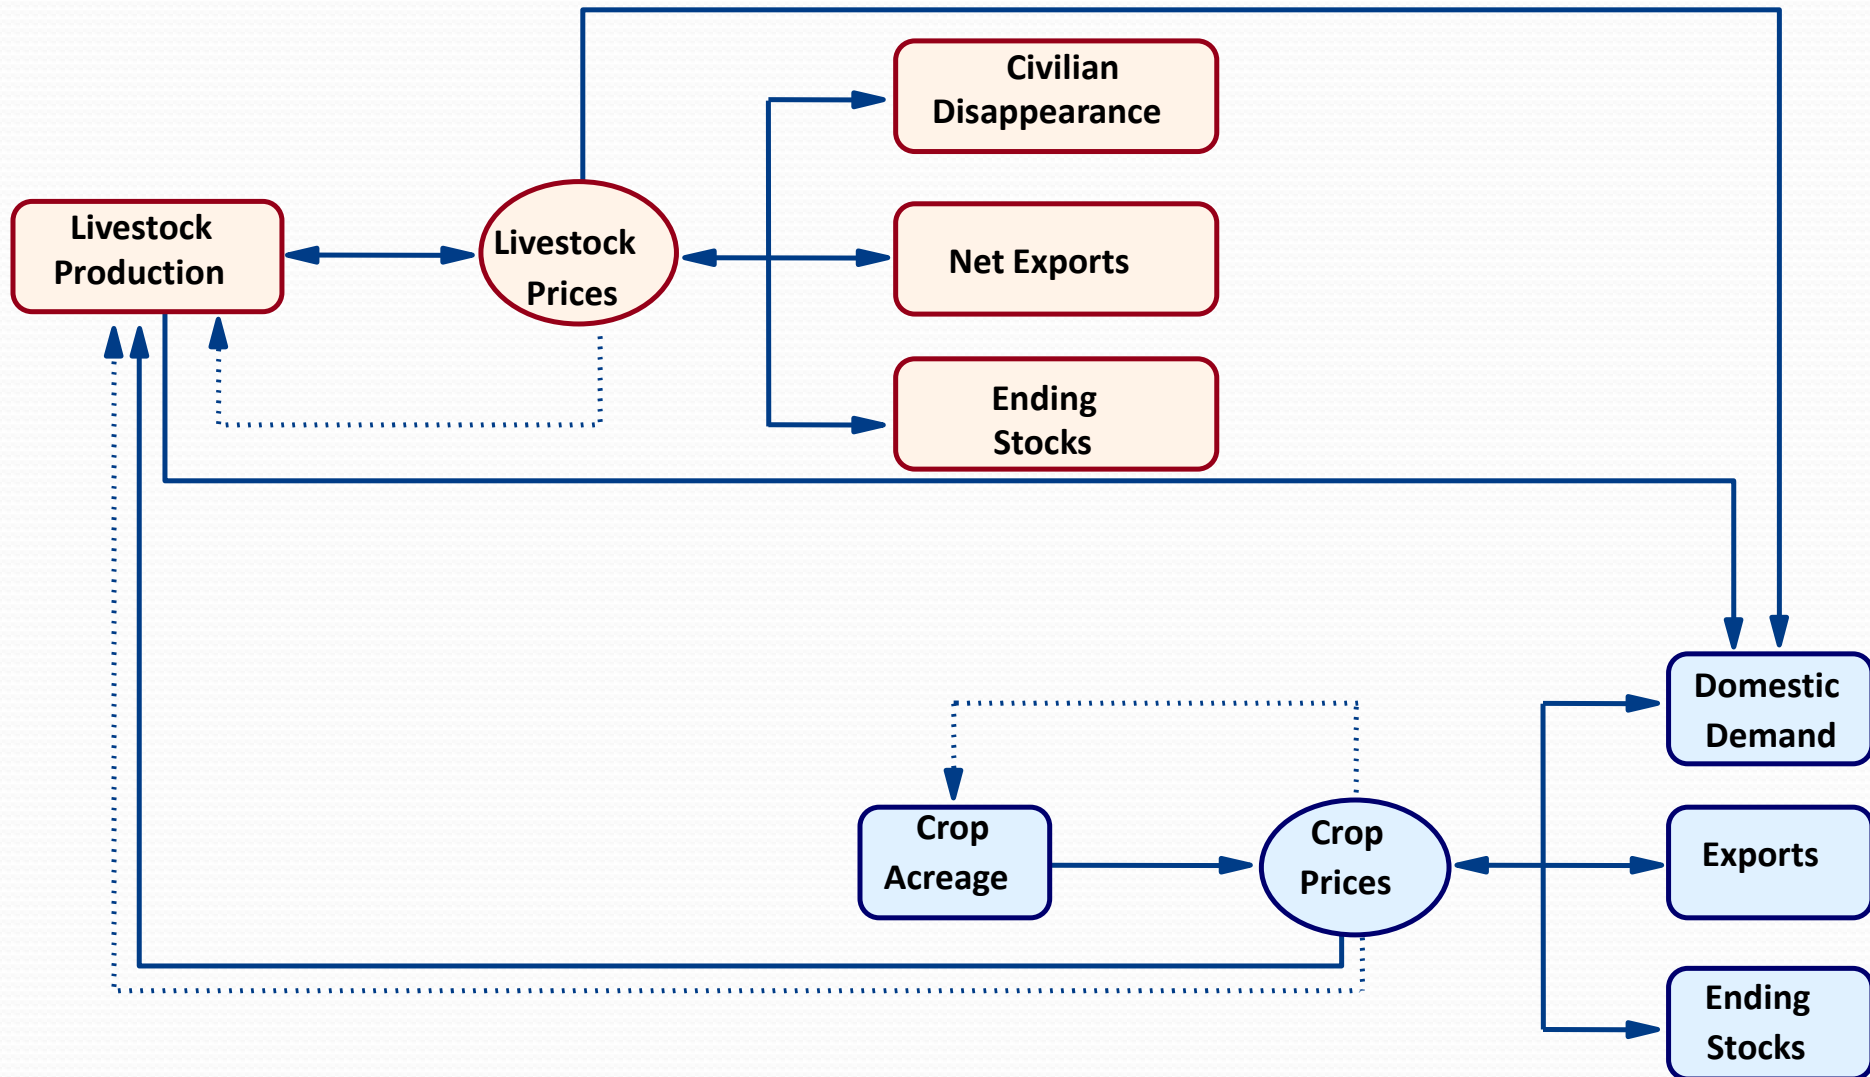 Civilian
Disappearance
Livestock
Production
Livestock
Prices
Net Exports
Ending
Stocks
Domestic
Demand
Crop
Acreage
Crop
Prices
Exports
Ending
Stocks